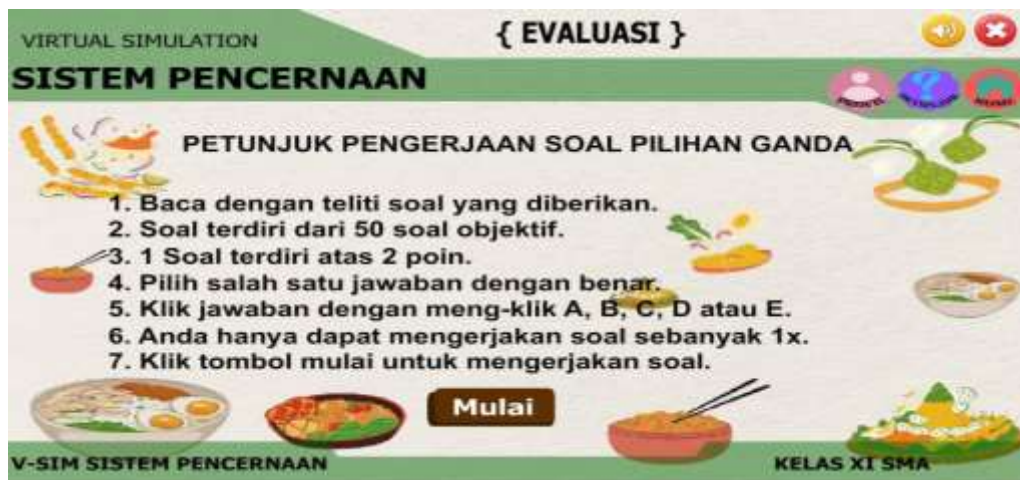 VIRTUAL SIMULATION
{ EVALUASI }
SISTEM PENCERNAAN
PETUNJUK PENGERJAAN SOAL PILIHAN GANDA
1. Baca dengan teliti soal yang diberikan.
2. Soal terdiri dari 50 soal objektif.
3. 1 Soal terdiri atas 2 poin.
4. Pilih salah satu jawaban dengan benar.
5. Klik jawaban dengan meng-klik A, B, C, D atau E.
6. Anda hanya dapat mengerjakan soal sebanyak 1x.
7. Klik tombol mulai untuk mengerjakan soal.
Mulai
V-SIM SISTEM PENCERNAAN
KELAS XI SMA